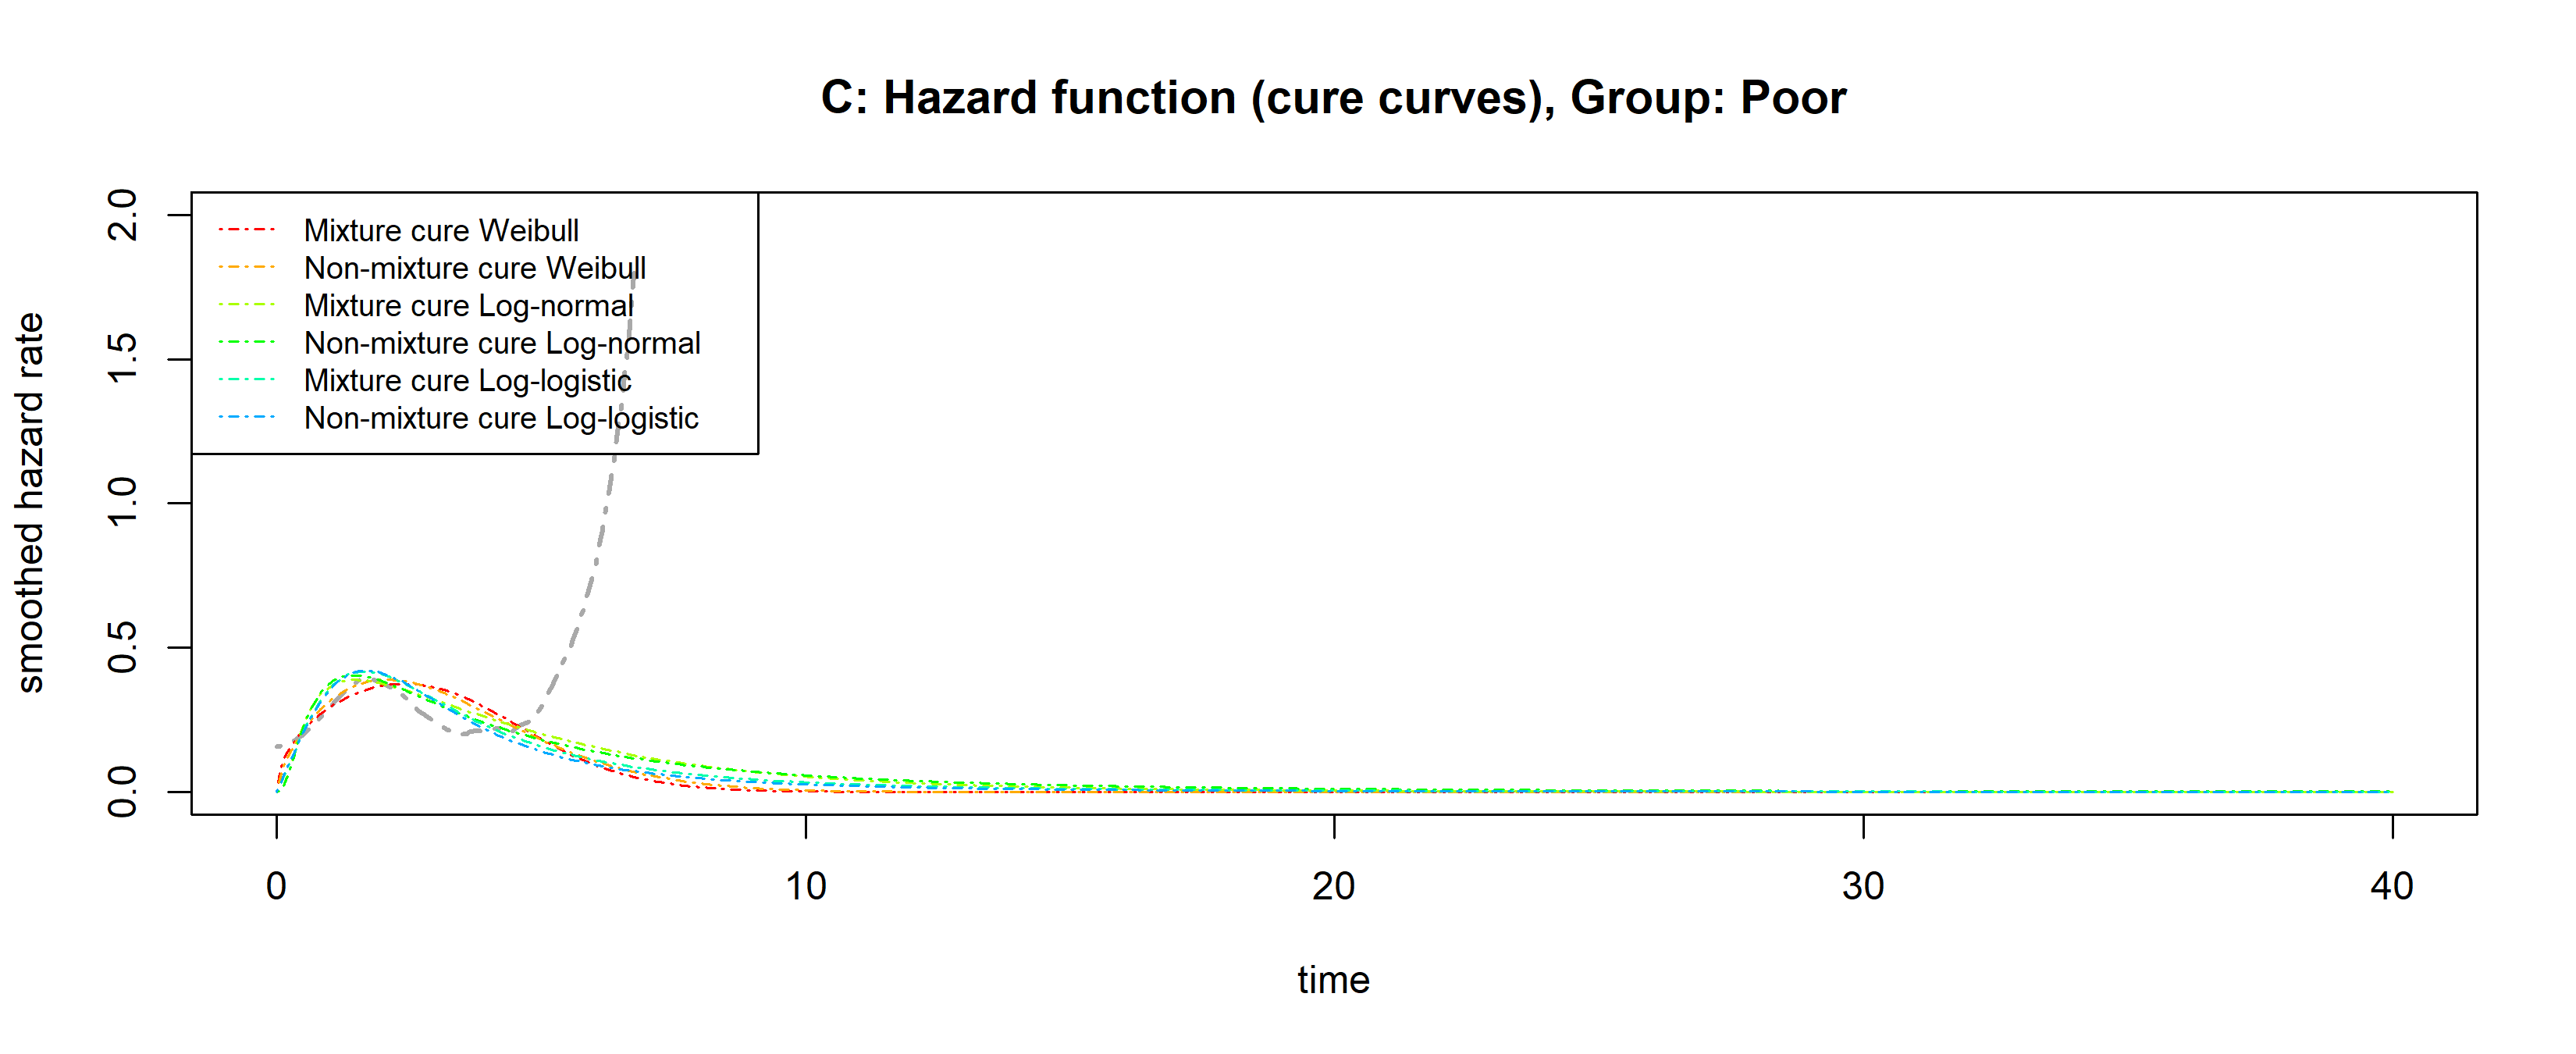 C: Hazard function (cure curves), Group: Poor
smoothed hazard rate
2.0
1.5
1.0
0.5
0.0
Mixture cure Weibull
Non-mixture cure Weibull
Mixture cure Log-normal
Non-mixture cure Log-normal
Mixture cure Log-logistic
Non-mixture cure Log-logistic
0 10 20 30 40
time